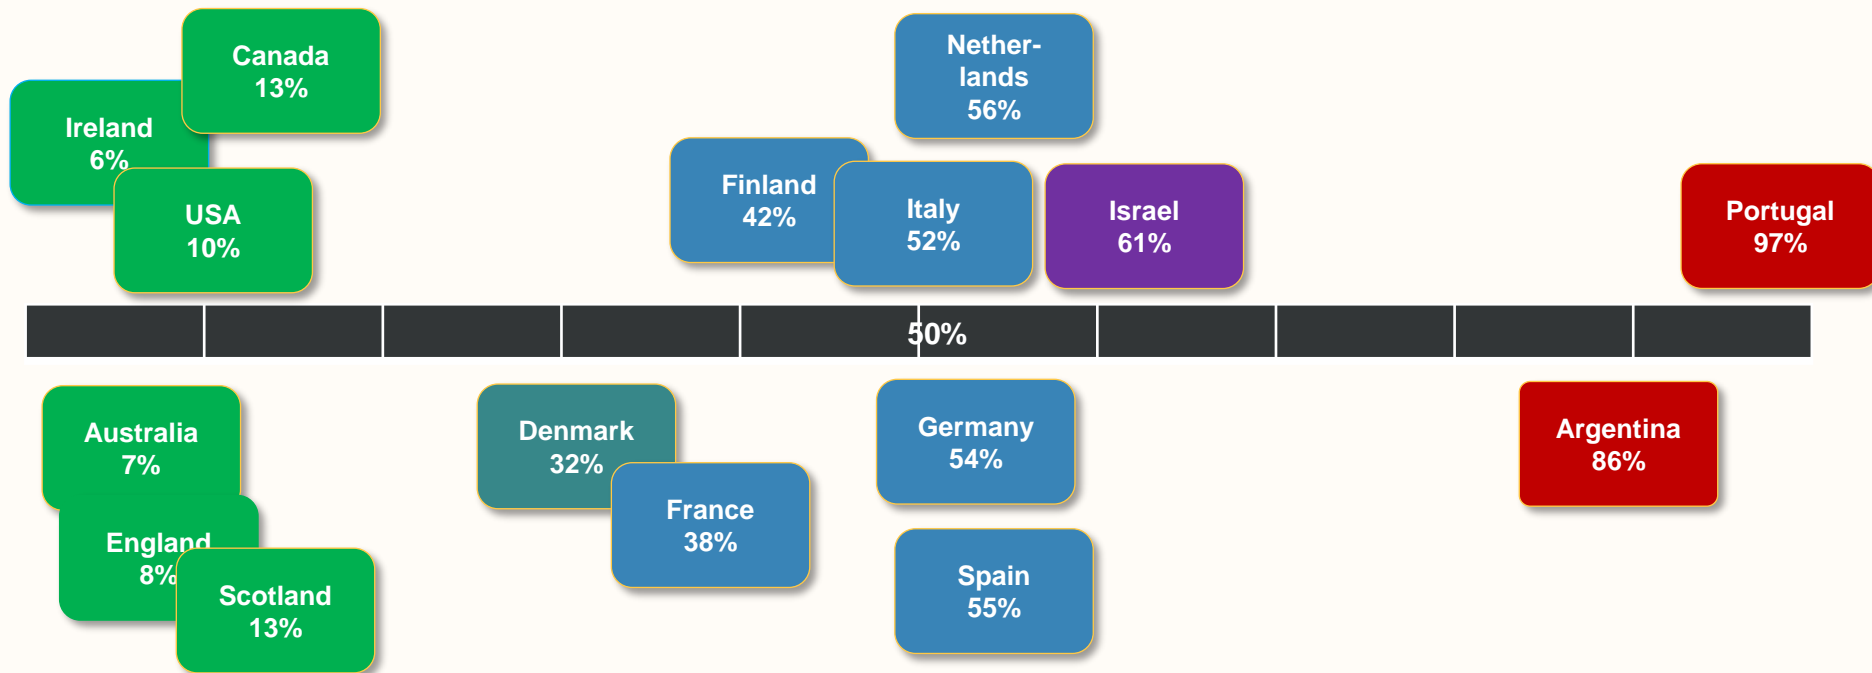 Canada
13%
Ireland
6%
USA
10%
Nether-
lands
56%
Finland
42%
Italy
52%
Israel
61%
Portugal
97%
50%
Australia
7%
England
8%
Scotland
13%
Denmark
32%
France
38%
Germany
54%
Spain
55%
Argentina
86%